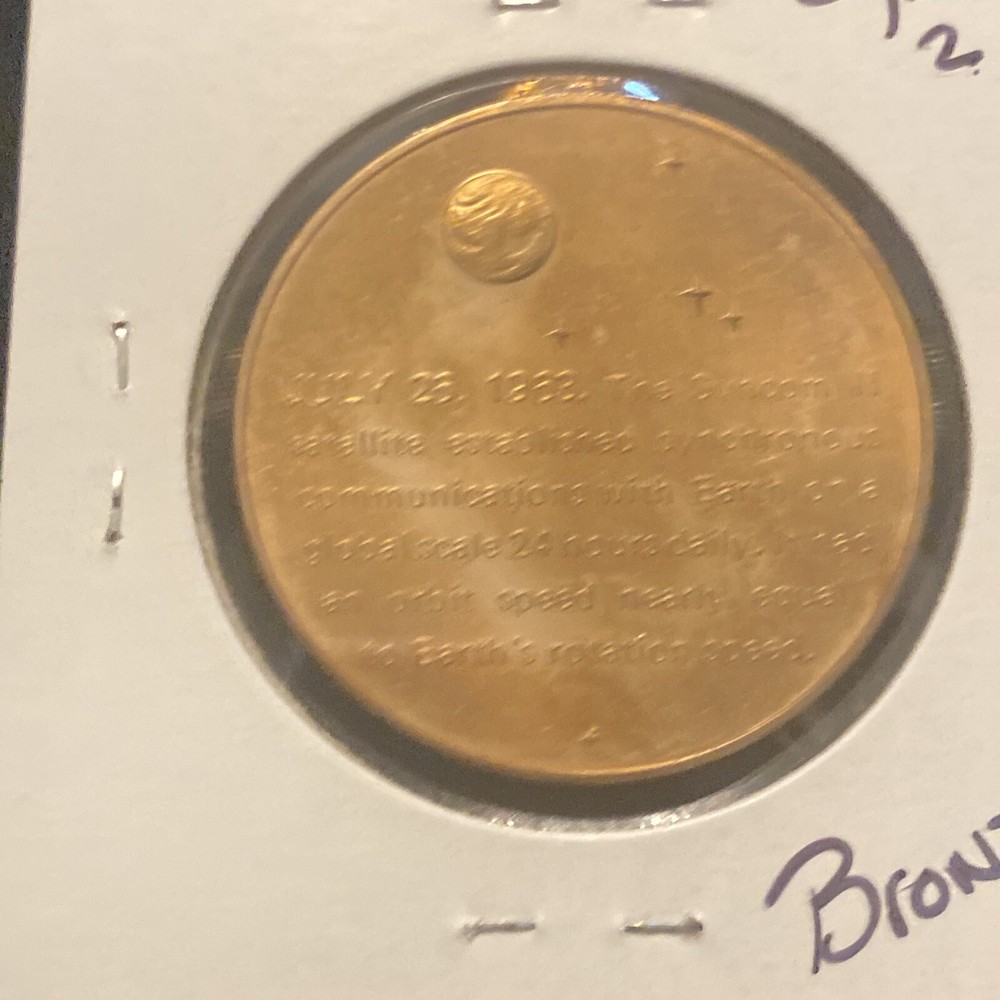 2
JULY 26, 1963. The Syncom II
satellite established synchronous
communications with Earth on a
global scale 24 hours daily. It had
an orbit speed nearly equal
to Earth's rotation speed.
Bron